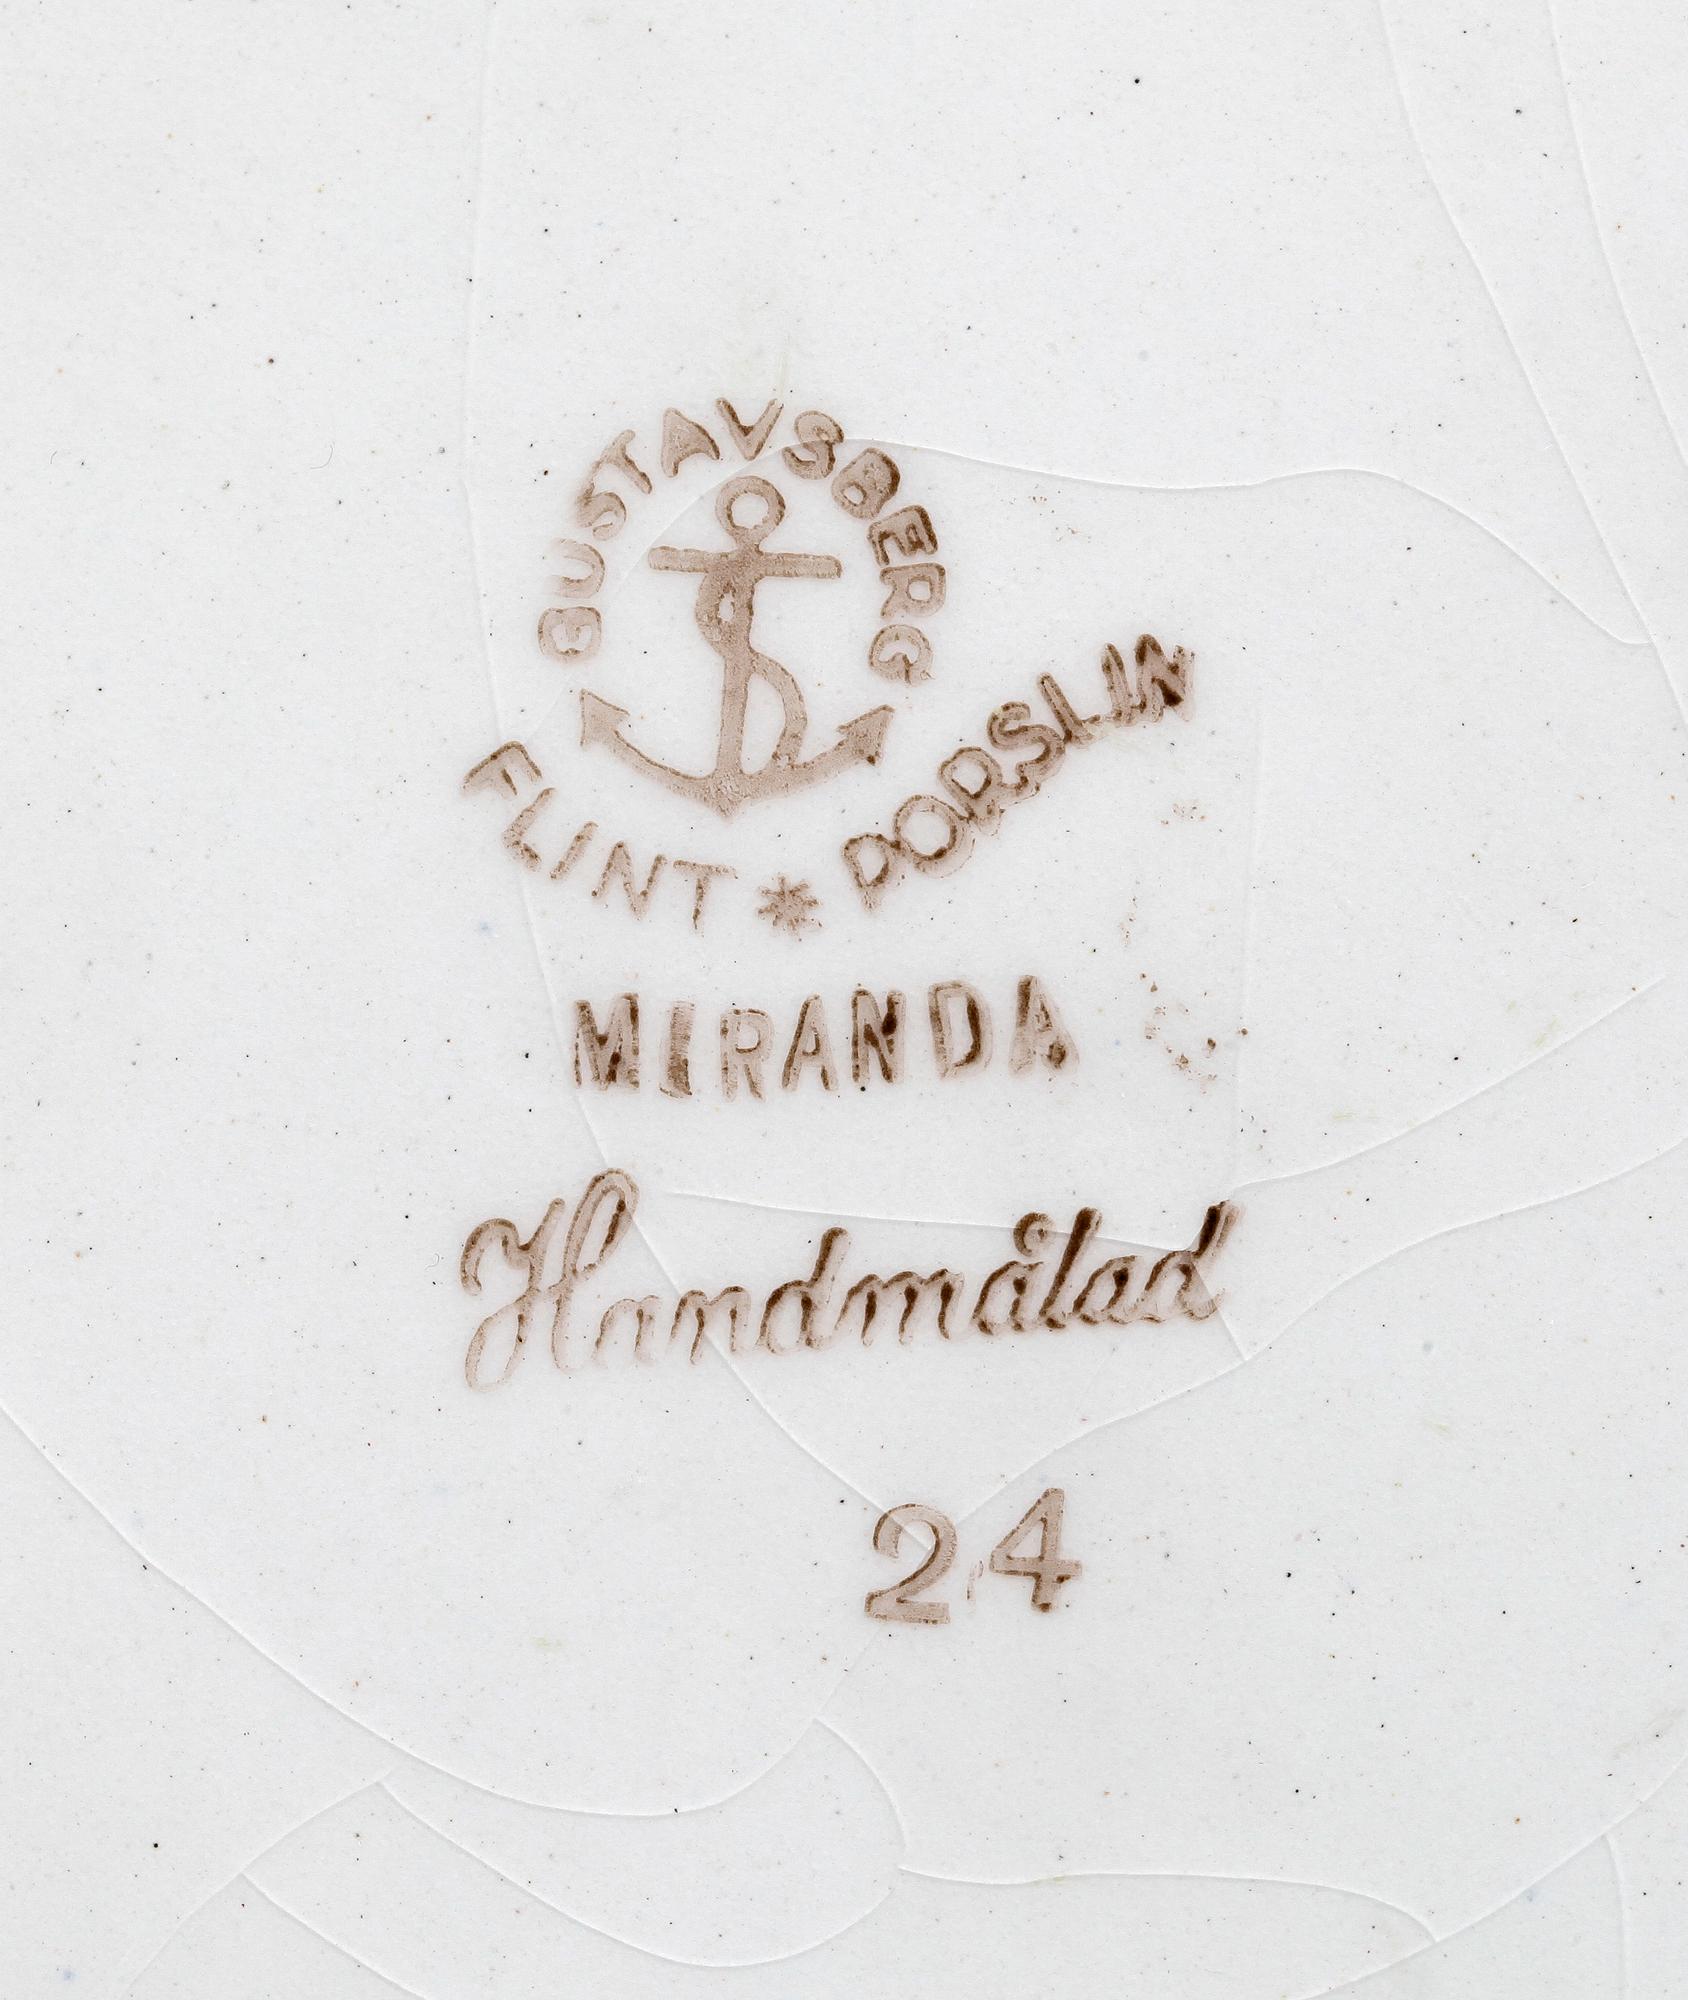 GUSTAVSBERG
FLINT * PORSLIN
MIRANDA
Handmålad
24